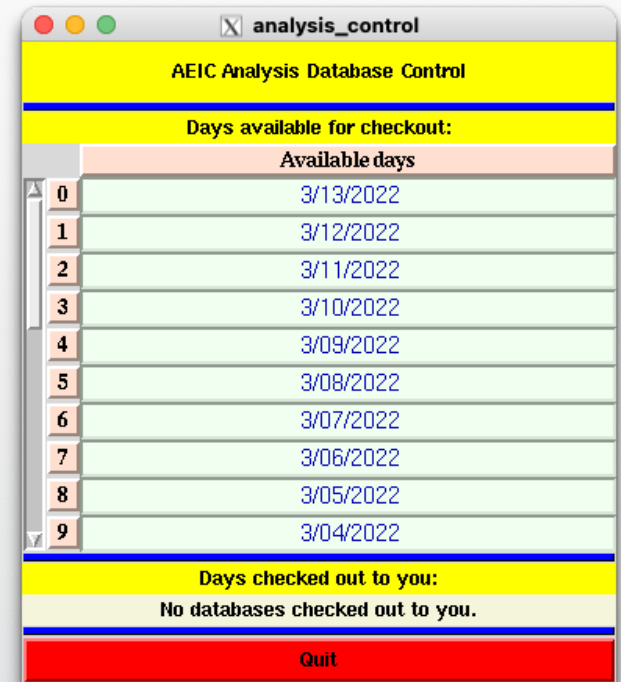 analysis_control
AEIC Analysis Database Control
Days available for checkout:
Available days
0 3/13/2022
1 3/12/2022
2 3/11/2022
3 3/10/2022
4 3/09/2022
5 3/08/2022
6 3/07/2022
7 3/06/2022
8 3/05/2022
9 3/04/2022
Days checked out to you:
No databases checked out to you.
Quit